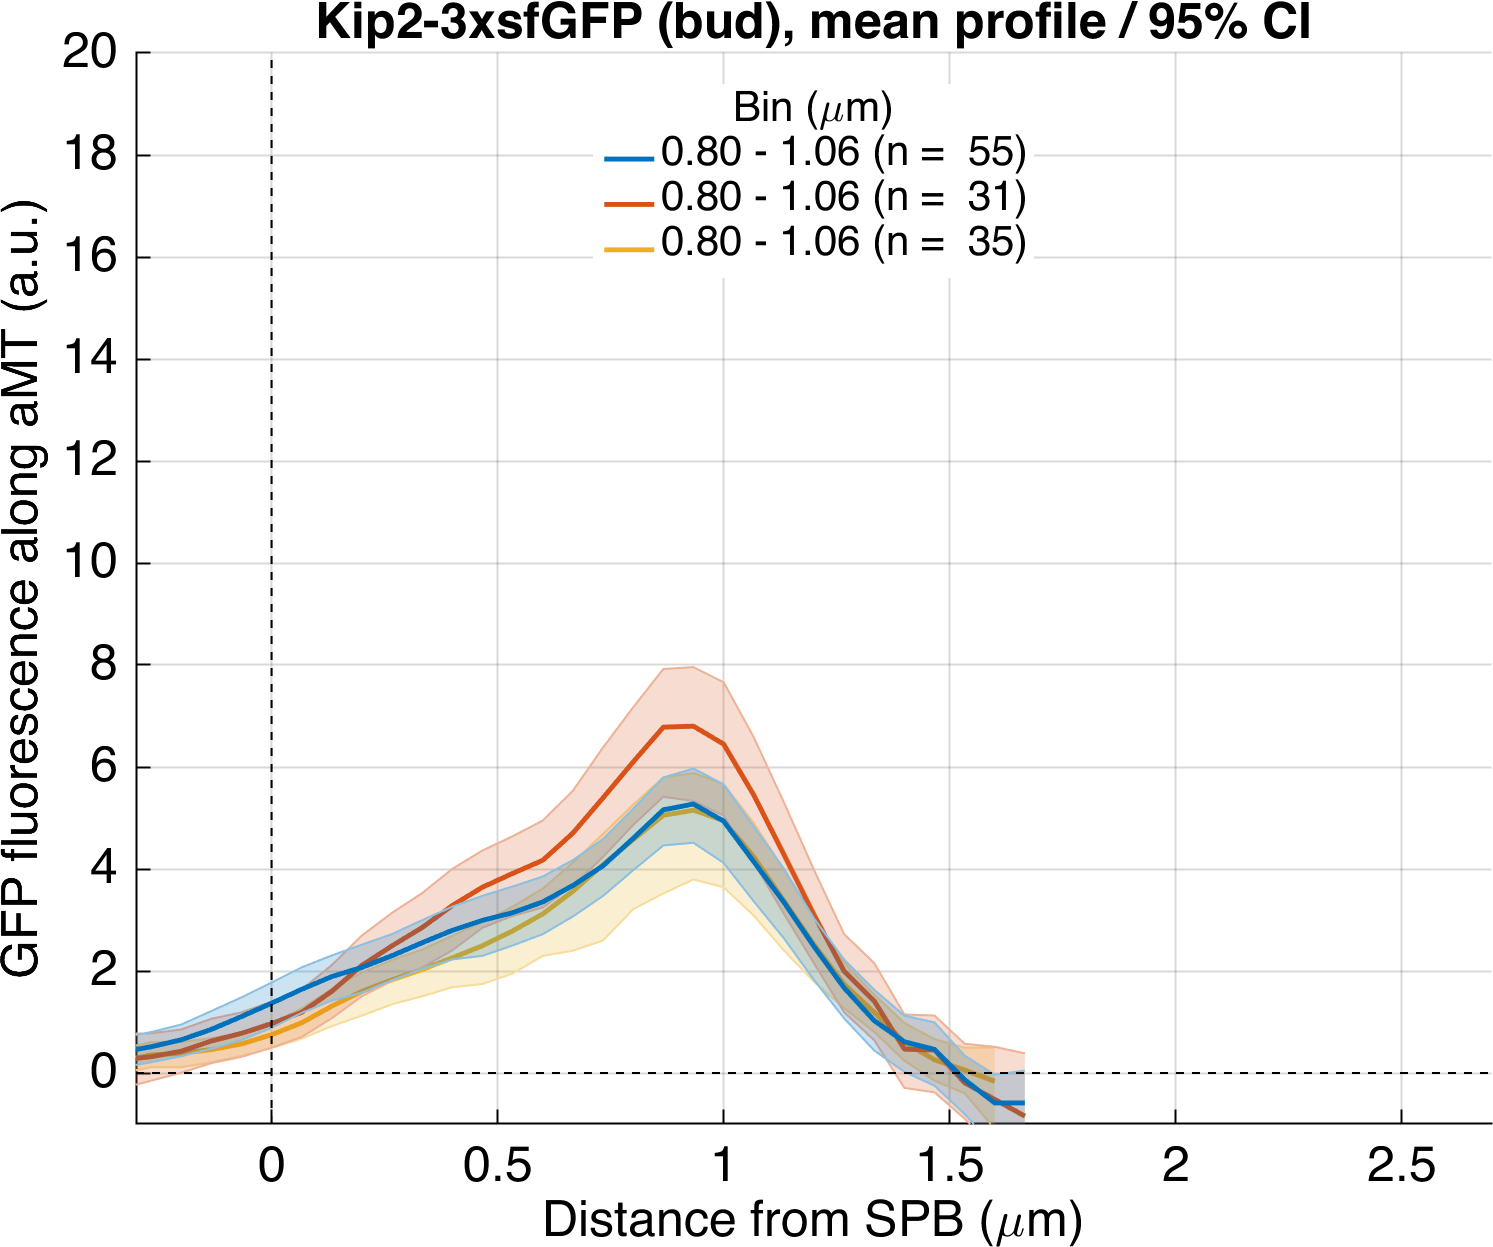 Kip2-3xsfGFP (bud), mean profile / 95% CI
GFP fluorescence along aMT (a.u.)
20
18
16
14
12
10
8
6
4
2
0
Bin (μm)
0.80 - 1.06 (n = 55)
0.80 - 1.06 (n = 31)
0.80 - 1.06 (n = 35)
0 0.5 1 1.5 2 2.5
Distance from SPB (μm)